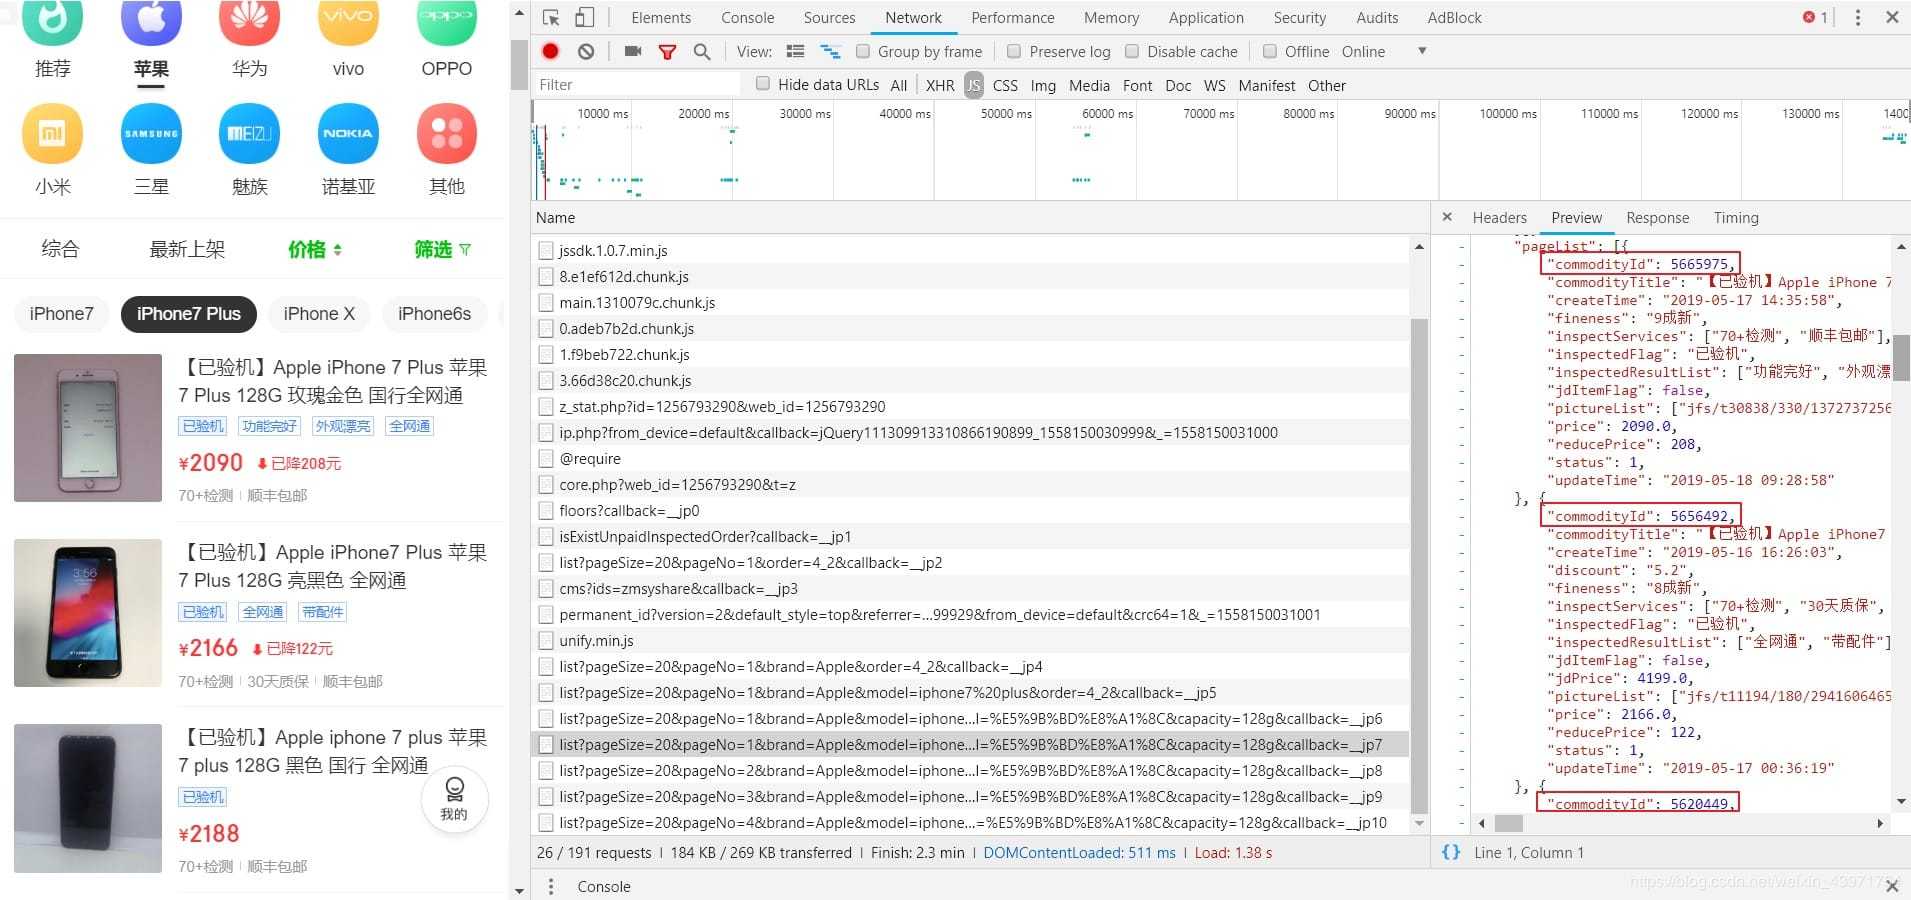 vivo
oppo
推荐
苹果
华为
vivo
OPPO
SAMSUNG
MEIZU
NOKIA
小米
三星
魅族
诺基亚
其他
综合
最新上架
价格
筛选
iPhone7
iPhone7 Plus
iPhone X
iPhone6s
【已验机】Apple iPhone 7 Plus 苹果
7 Plus 128G 玫瑰金色 国行全网通
已验机 功能完好 外观漂亮 全网通
¥2090 已降208元
70+检测 | 顺丰包邮
【已验机】Apple iPhone7 Plus 苹果
7 Plus 128G 亮黑色 全网通
3:56
已验机 全网通 带配件
¥2166 已降122元
70+检测 | 30天质保 | 顺丰包邮
【已验机】Apple iphone 7 plus 苹果
7 plus 128G 黑色 国行 全网通
已验机
¥2188
70+检测 | 顺丰包邮
我的
Elements Console Sources Network Performance Memory Application Security Audits AdBlock 1
View: Group by frame Preserve log Disable cache Offline Online
Filter Hide data URLs All XHR JS CSS Img Media Font Doc WS Manifest Other
10000 ms 20000 ms 30000 ms 40000 ms 50000 ms 60000 ms 70000 ms 80000 ms 90000 ms 100000 ms 110000 ms 120000 ms 130000 ms 1400
Name
jssdk.1.0.7.min.js
8.e1ef612d.chunk.js
main.1310079c.chunk.js
0.adeb7b2d.chunk.js
1.f9beb722.chunk.js
3.66d38c20.chunk.js
z_stat.php?id=1256793290&web_id=1256793290
ip.php?from_device=default&callback=jQuery111309913310866190899_1558150030999&_=1558150031000
@require
core.php?web_id=1256793290&t=z
floors?callback=__jp0
isExistUnpaidInspectedOrder?callback=__jp1
list?pageSize=20&pageNo=1&order=4_2&callback=__jp2
cms?ids=zmsyshare&callback=__jp3
permanent_id?version=2&default_style=top&referrer=...99929&from_device=default&crc64=1&_=1558150031001
unify.min.js
list?pageSize=20&pageNo=1&brand=Apple&order=4_2&callback=__jp4
list?pageSize=20&pageNo=1&brand=Apple&model=iphone7%20plus&order=4_2&callback=__jp5
list?pageSize=20&pageNo=1&brand=Apple&model=iphone...l=%E5%9B%BD%E8%A1%8C&capacity=128g&callback=__jp6
list?pageSize=20&pageNo=1&brand=Apple&model=iphone...l=%E5%9B%BD%E8%A1%8C&capacity=128g&callback=__jp7
list?pageSize=20&pageNo=2&brand=Apple&model=iphone...l=%E5%9B%BD%E8%A1%8C&capacity=128g&callback=__jp8
list?pageSize=20&pageNo=3&brand=Apple&model=iphone...l=%E5%9B%BD%E8%A1%8C&capacity=128g&callback=__jp9
list?pageSize=20&pageNo=4&brand=Apple&model=iphone...=%E5%9B%BD%E8%A1%8C&capacity=128g&callback=__jp10
26 / 191 requests | 184 KB / 269 KB transferred | Finish: 2.3 min | DOMContentLoaded: 511 ms | Load: 1.38 s
Console
Headers Preview Response Timing
"pageList": [{
"commodityId": 5665975,
"commodityTitle": "【已验机】Apple iPhone 7
"createTime": "2019-05-17 14:35:58",
"fineness": "9成新",
"inspectServices": ["70+检测", "顺丰包邮"],
"inspectedFlag": "已验机",
"inspectedResultList": ["功能完好", "外观漂
"jdItemFlag": false,
"pictureList": ["jfs/t30838/330/1372737256
"price": 2090.0,
"reducePrice": 208,
"status": 1,
"updateTime": "2019-05-18 09:28:58"
}, {
"commodityId": 5656492,
"commodityTitle": "【已验机】Apple iPhone7
"createTime": "2019-05-16 16:26:03",
"discount": "5.2",
"fineness": "8成新",
"inspectServices": ["70+检测", "30天质保",
"inspectedFlag": "已验机",
"inspectedResultList": ["全网通", "带配件"]
"jdItemFlag": false,
"jdPrice": 4199.0,
"pictureList": ["jfs/t11194/180/2941606465
"price": 2166.0,
"reducePrice": 122,
"status": 1,
"updateTime": "2019-05-17 00:36:19"
}, {
"commodityId": 5620449,
{} Line 1, Column 1